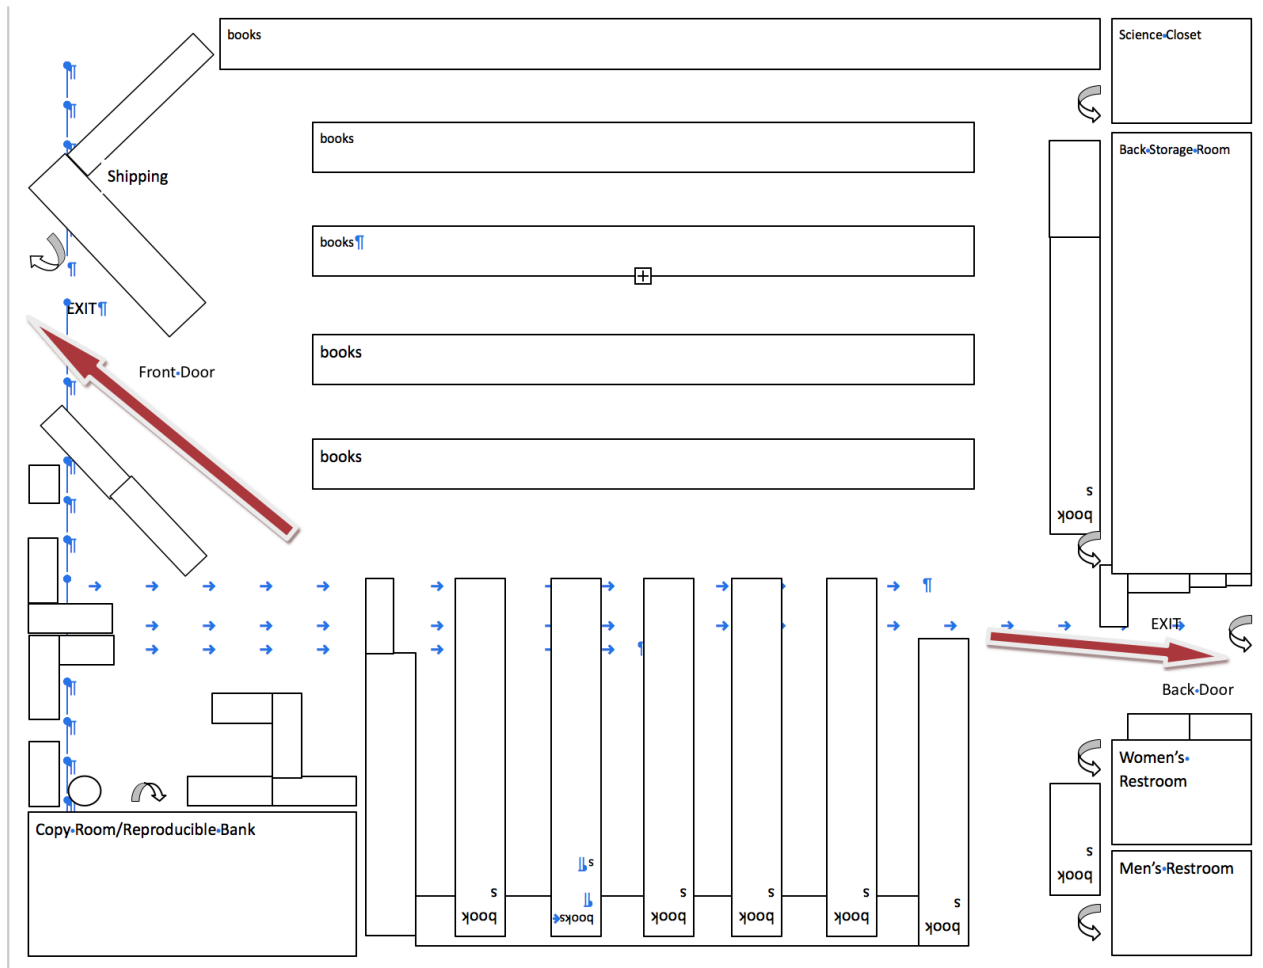 books
Science Closet
books
Back Storage Room
Shipping
books¶
EXIT¶
books
Front Door
books
book
s
EXIT
Back Door
Women's
Restroom
Copy Room/Reproducible Bank
Men's Restroom
book
s
book
s
books
s
book
s
book
s
book
s
book
s